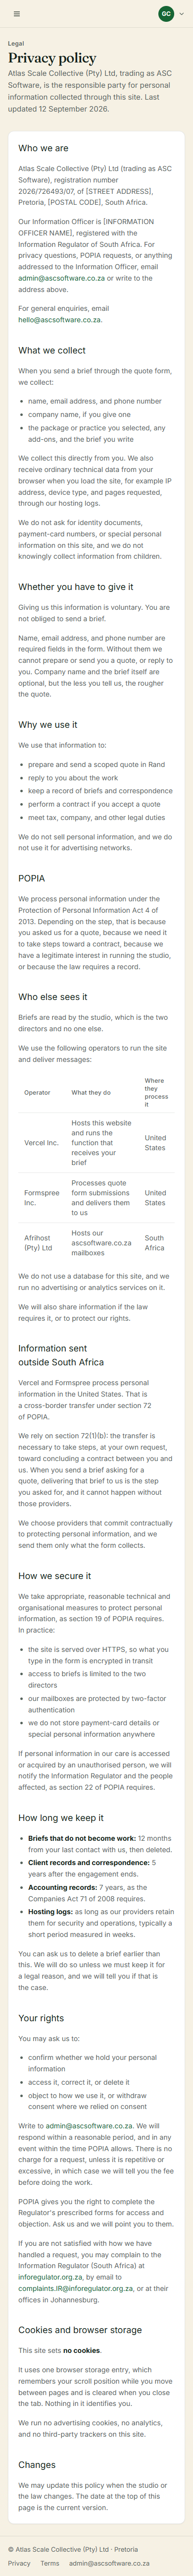 GC
Legal
Privacy policy
Atlas Scale Collective (Pty) Ltd, trading as ASC
Software, is the responsible party for personal
information collected through this site. Last
updated 12 September 2026.
Who we are
Atlas Scale Collective (Pty) Ltd (trading as ASC
Software), registration number
2026/726493/07, of [STREET ADDRESS],
Pretoria, [POSTAL CODE], South Africa.
Our Information Officer is [INFORMATION
OFFICER NAME], registered with the
Information Regulator of South Africa. For
privacy questions, POPIA requests, or anything
addressed to the Information Officer, email
admin@ascsoftware.co.za or write to the
address above.
For general enquiries, email
hello@ascsoftware.co.za.
What we collect
When you send a brief through the quote form,
we collect:
• name, email address, and phone number
• company name, if you give one
• the package or practice you selected, any
add-ons, and the brief you write
We collect this directly from you. We also
receive ordinary technical data from your
browser when you load the site, for example IP
address, device type, and pages requested,
through our hosting logs.
We do not ask for identity documents,
payment-card numbers, or special personal
information on this site, and we do not
knowingly collect information from children.
Whether you have to give it
Giving us this information is voluntary. You are
not obliged to send a brief.
Name, email address, and phone number are
required fields in the form. Without them we
cannot prepare or send you a quote, or reply to
you. Company name and the brief itself are
optional, but the less you tell us, the rougher
the quote.
Why we use it
We use that information to:
• prepare and send a scoped quote in Rand
• reply to you about the work
• keep a record of briefs and correspondence
• perform a contract if you accept a quote
• meet tax, company, and other legal duties
We do not sell personal information, and we do
not use it for advertising networks.
POPIA
We process personal information under the
Protection of Personal Information Act 4 of
2013. Depending on the step, that is because
you asked us for a quote, because we need it
to take steps toward a contract, because we
have a legitimate interest in running the studio,
or because the law requires a record.
Who else sees it
Briefs are read by the studio, which is the two
directors and no one else.
We use the following operators to run the site
and deliver messages:
Operator What they do Where they process it
Vercel Inc. Hosts this website and runs the function that receives your brief United States
Formspree Inc. Processes quote form submissions and delivers them to us United States
Afrihost (Pty) Ltd Hosts our ascsoftware.co.za mailboxes South Africa
We do not use a database for this site, and we
run no advertising or analytics services on it.
We will also share information if the law
requires it, or to protect our rights.
Information sent
outside South Africa
Vercel and Formspree process personal
information in the United States. That is
a cross-border transfer under section 72
of POPIA.
We rely on section 72(1)(b): the transfer is
necessary to take steps, at your own request,
toward concluding a contract between you and
us. When you send a brief asking for a
quote, delivering that brief to us is the step
you asked for, and it cannot happen without
those providers.
We choose providers that commit contractually
to protecting personal information, and we
send them only what the form collects.
How we secure it
We take appropriate, reasonable technical and
organisational measures to protect personal
information, as section 19 of POPIA requires.
In practice:
• the site is served over HTTPS, so what you
type in the form is encrypted in transit
• access to briefs is limited to the two
directors
• our mailboxes are protected by two-factor
authentication
• we do not store payment-card details or
special personal information anywhere
If personal information in our care is accessed
or acquired by an unauthorised person, we will
notify the Information Regulator and the people
affected, as section 22 of POPIA requires.
How long we keep it
• Briefs that do not become work: 12 months
from your last contact with us, then deleted.
• Client records and correspondence: 5
years after the engagement ends.
• Accounting records: 7 years, as the
Companies Act 71 of 2008 requires.
• Hosting logs: as long as our providers retain
them for security and operations, typically a
short period measured in weeks.
You can ask us to delete a brief earlier than
this. We will do so unless we must keep it for
a legal reason, and we will tell you if that is
the case.
Your rights
You may ask us to:
• confirm whether we hold your personal
information
• access it, correct it, or delete it
• object to how we use it, or withdraw
consent where we relied on consent
Write to admin@ascsoftware.co.za. We will
respond within a reasonable period, and in any
event within the time POPIA allows. There is no
charge for a request, unless it is repetitive or
excessive, in which case we will tell you the fee
before doing the work.
POPIA gives you the right to complete the
Regulator's prescribed forms for access and
objection. Ask us and we will point you to them.
If you are not satisfied with how we have
handled a request, you may complain to the
Information Regulator (South Africa) at
inforegulator.org.za, by email to
complaints.IR@inforegulator.org.za, or at their
offices in Johannesburg.
Cookies and browser storage
This site sets no cookies.
It uses one browser storage entry, which
remembers your scroll position while you move
between pages and is cleared when you close
the tab. Nothing in it identifies you.
We run no advertising cookies, no analytics,
and no third-party trackers on this site.
Changes
We may update this policy when the studio or
the law changes. The date at the top of this
page is the current version.
© Atlas Scale Collective (Pty) Ltd · Pretoria
Privacy Terms admin@ascsoftware.co.za